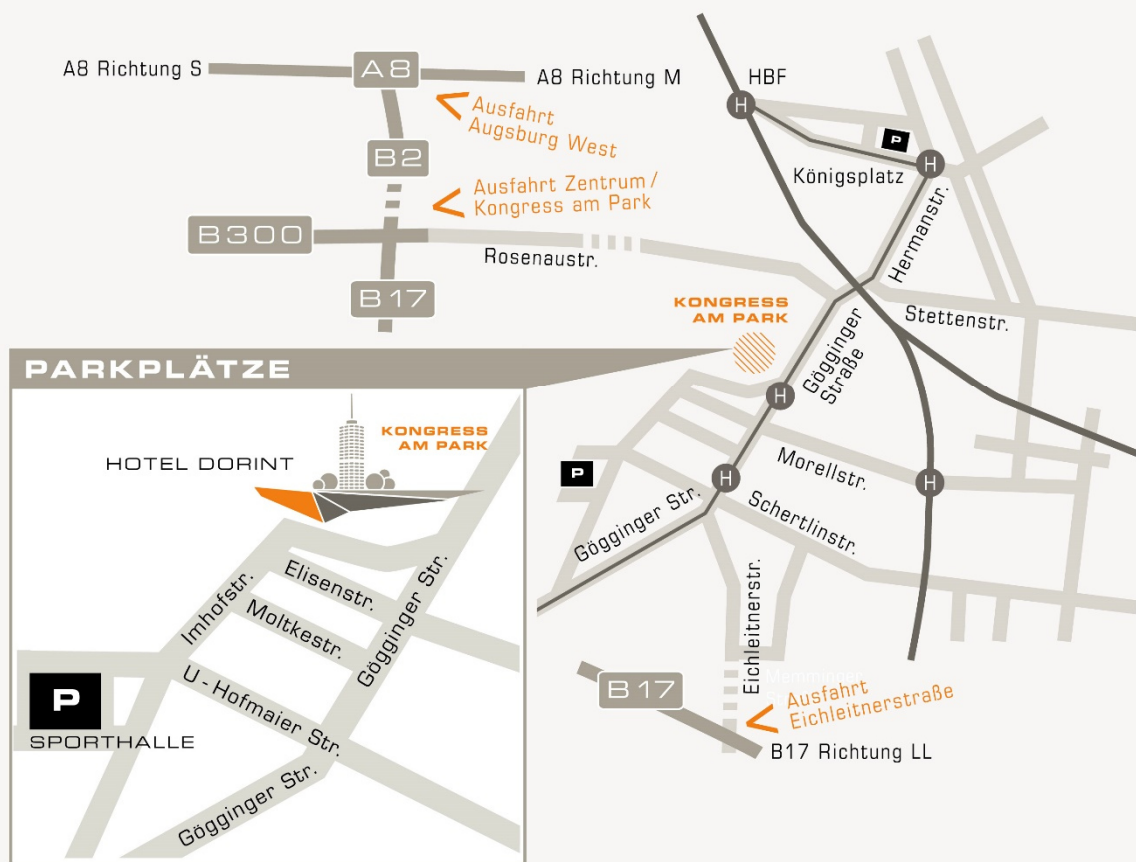 A8 Richtung S
A8
A8 Richtung M
HBF
H
Ausfahrt
Augsburg West
P
H
B2
Königsplatz
Ausfahrt Zentrum /
Kongress am Park
Hermanstr.
B300
Rosenaustr.
B17
KONGRESS
AM PARK
Stettenstr.
Gögginger
Straße
H
Morellstr.
P
H
H
Gögginger Str.
Schertlinstr.
Eichleitnerstr.
B17
Ausfahrt
Eichleitnerstraße
B17 Richtung LL
PARKPLÄTZE
KONGRESS
AM PARK
HOTEL DORINT
Elisenstr.
Imhofstr.
Moltkestr.
Gögginger Str.
U - Hofmaier Str.
P
SPORTHALLE
Gögginger Str.